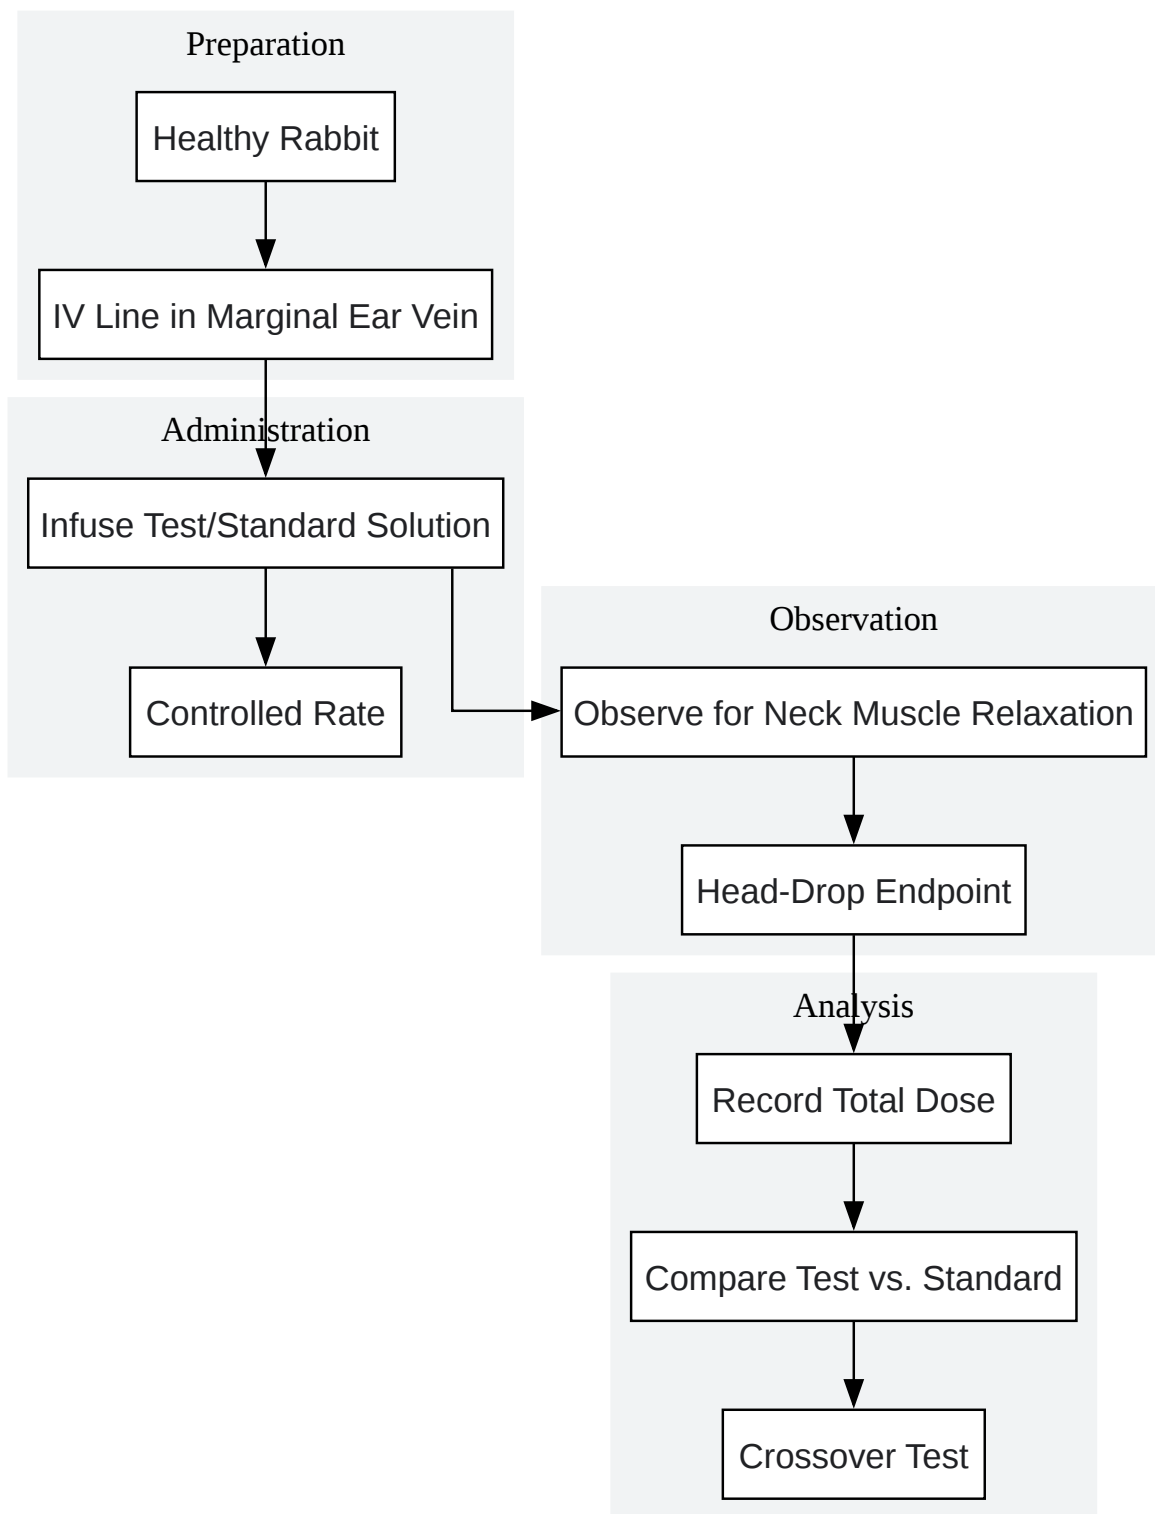 Preparation
Healthy Rabbit
IV Line in Marginal Ear Vein
Administration
Infuse Test/Standard Solution
Controlled Rate
Observation
Observe for Neck Muscle Relaxation
Head-Drop Endpoint
Analysis
Record Total Dose
Compare Test vs. Standard
Crossover Test